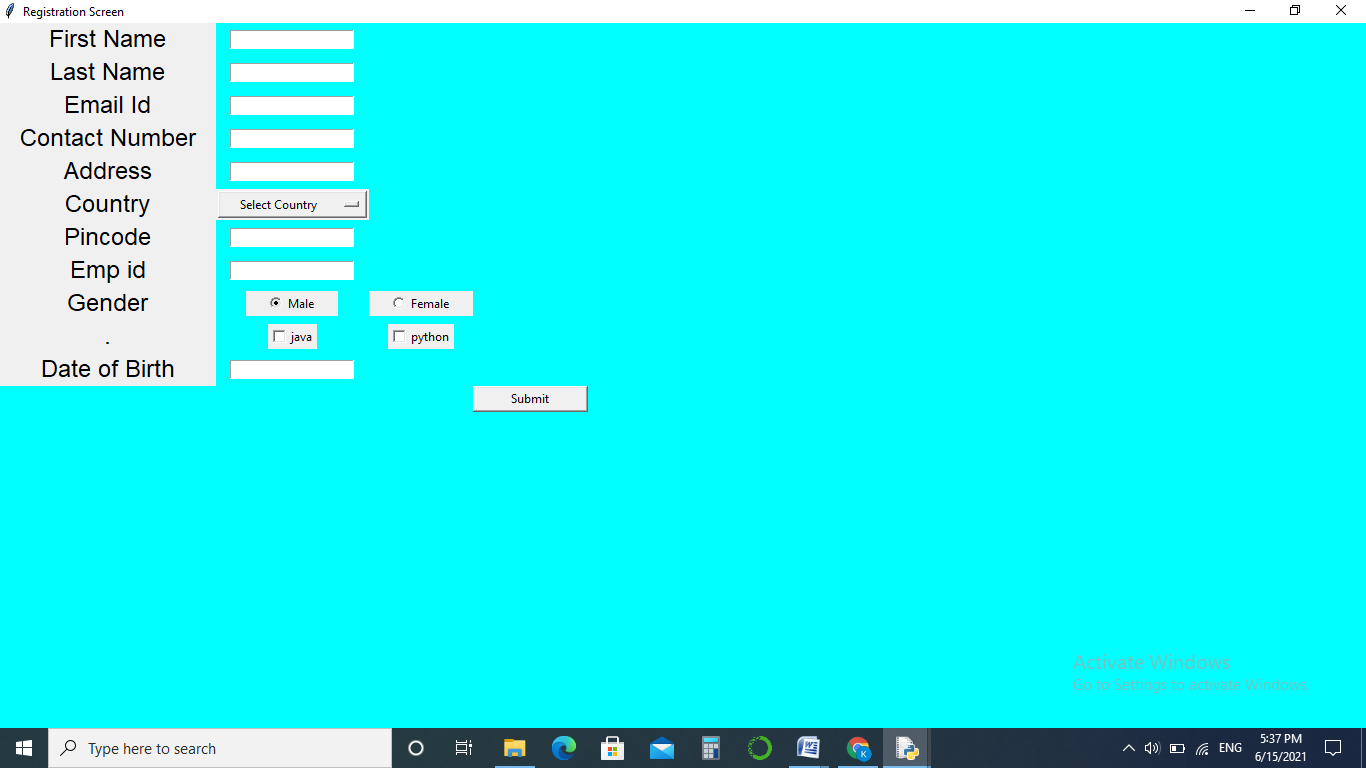 Registration Screen
First Name
Last Name
Email Id
Contact Number
Address
Country Select Country
Pincode
Emp id
Gender Male Female
. java python
Date of Birth
Submit
Activate Windows
Go to Settings to activate Windows.
Type here to search
W
K
ENG
5:37 PM
6/15/2021